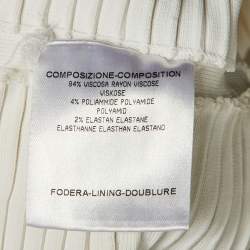 COMPOSIZIONE-COMPOSITION
94% VISCOSA RAYON VISCOSE
VISKOSE
4% POLIAMMIDE POLYAMIDE
POLYAMID
2% ELASTAN ELASTANE
ELASTHANNE ELASTHAN ELASTANO
FODERA-LINING-DOUBLURE